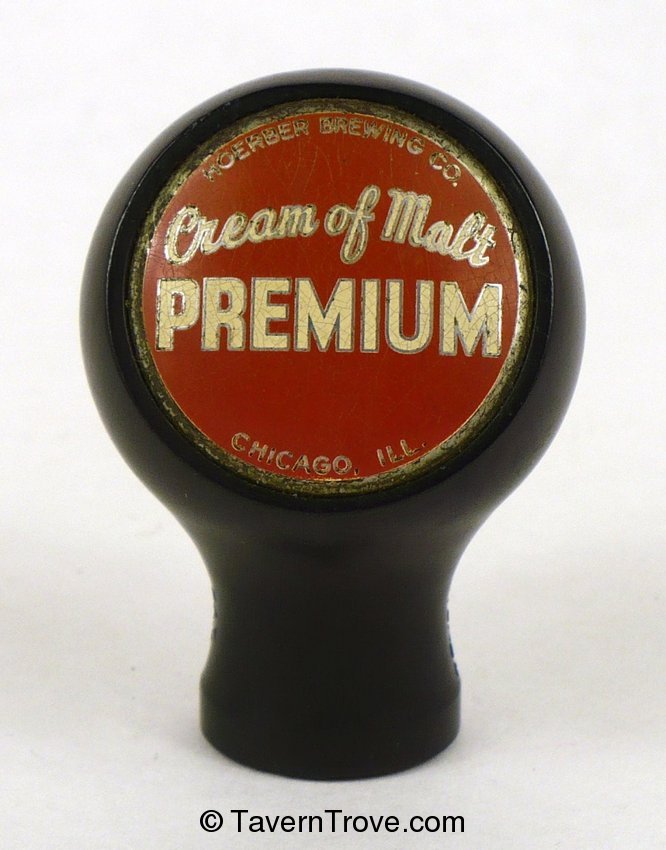 HOERBER BREWING CO.
Cream of Malt
PREMIUM
CHICAGO, ILL.
© TavernTrove.com